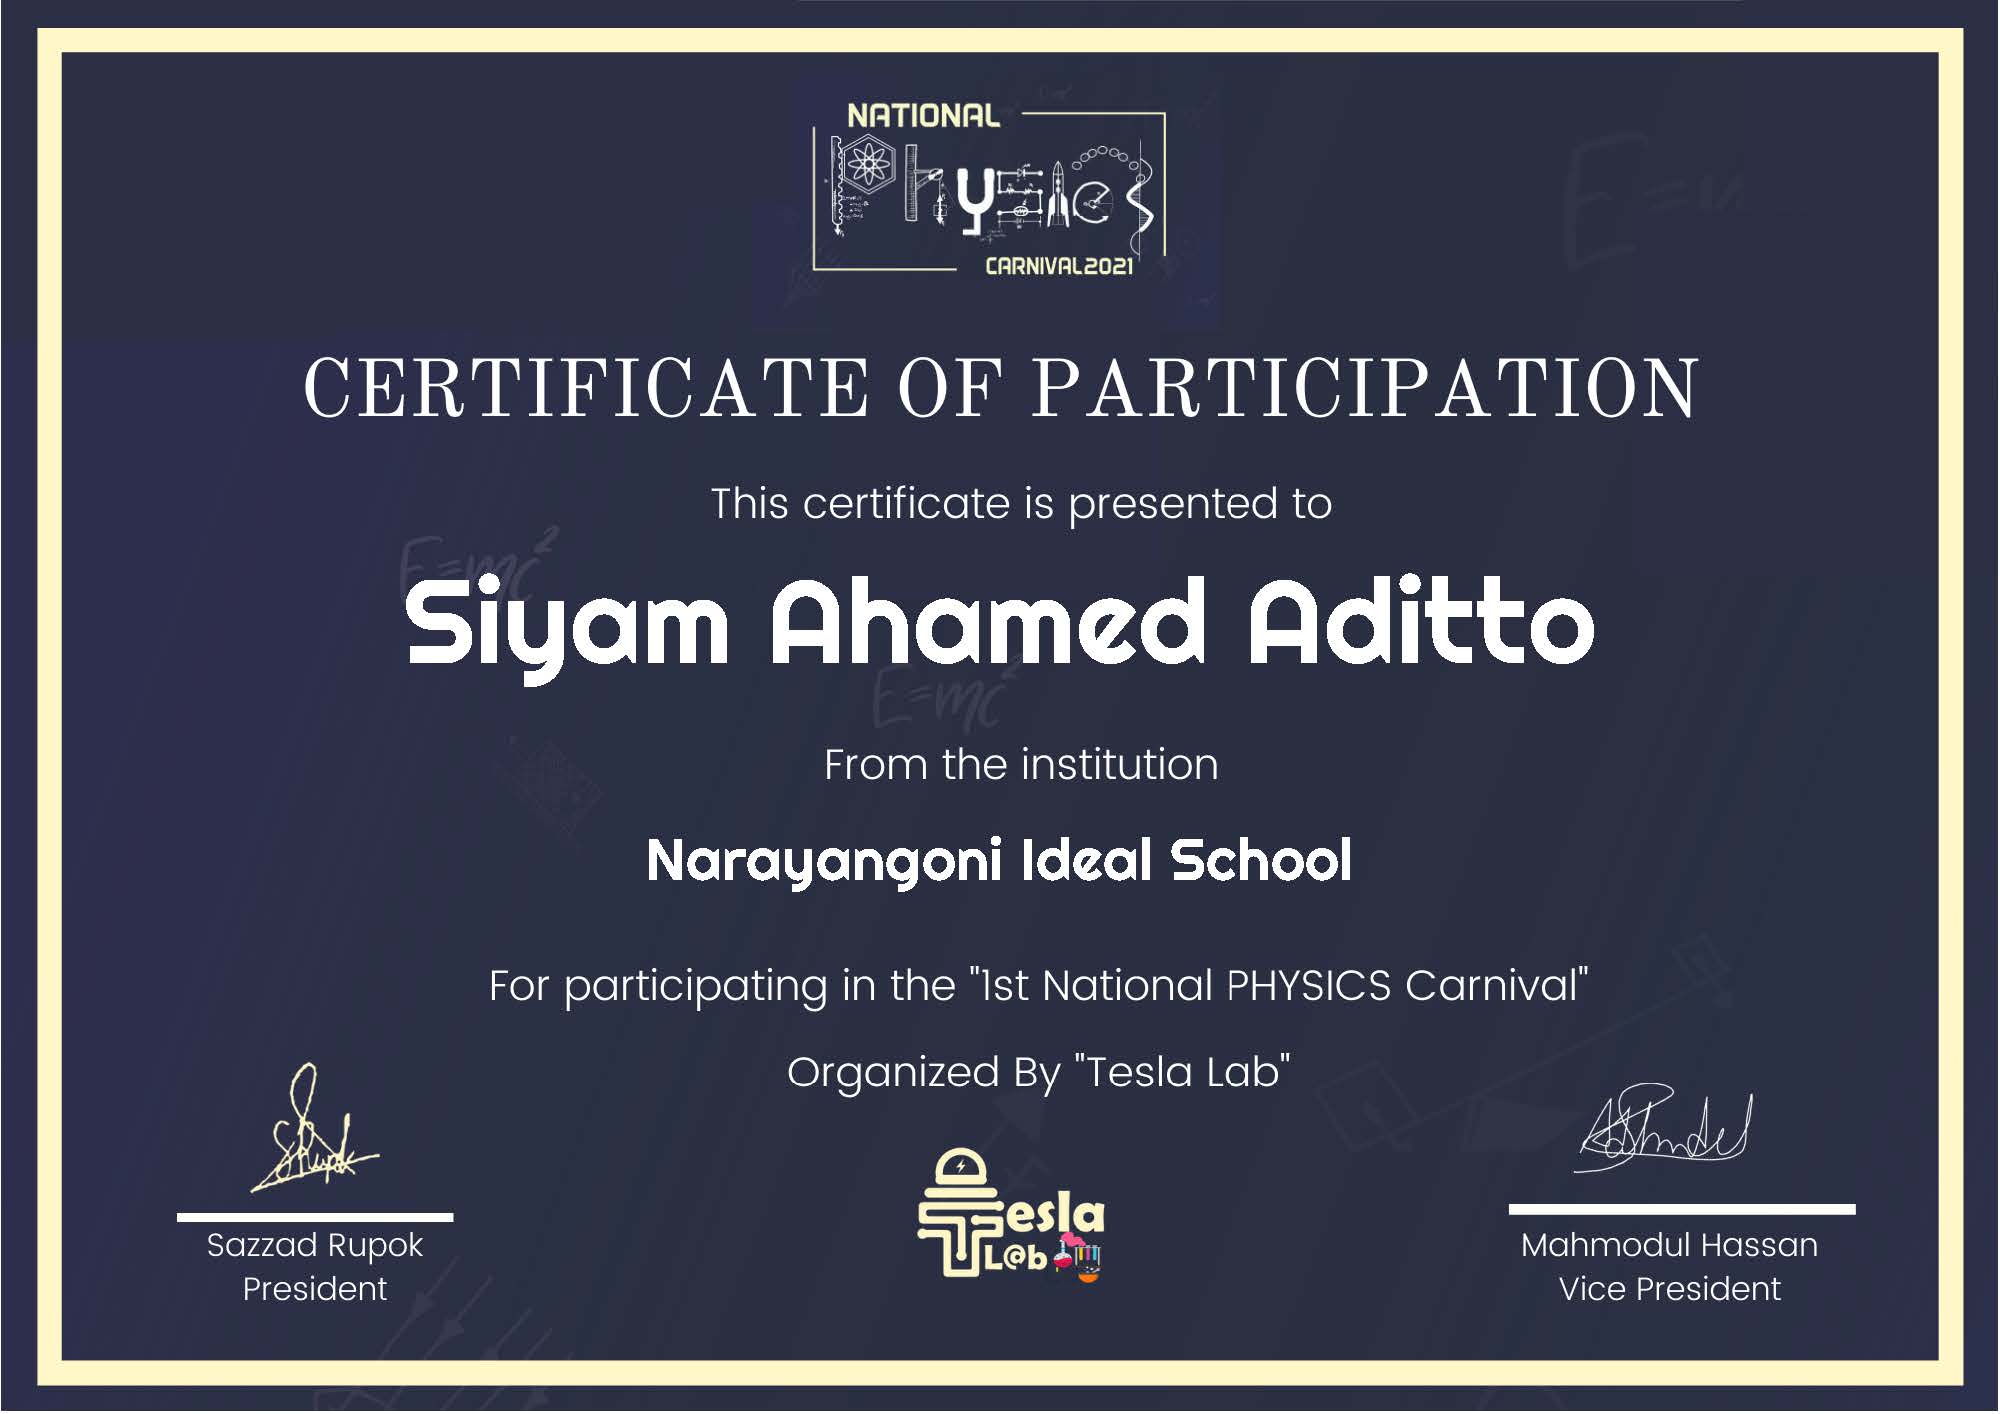 NATIONAL
Physics
CARNIVAL2021
CERTIFICATE OF PARTICIPATION
This certificate is presented to
E=mc²
Siyam Ahamed Aditto
E=mc²
From the institution
Narayangoni Ideal School
For participating in the "1st National PHYSICS Carnival"
Organized By "Tesla Lab"
Tesla
L@b
Sazzad Rupok
President
Mahmodul Hassan
Vice President